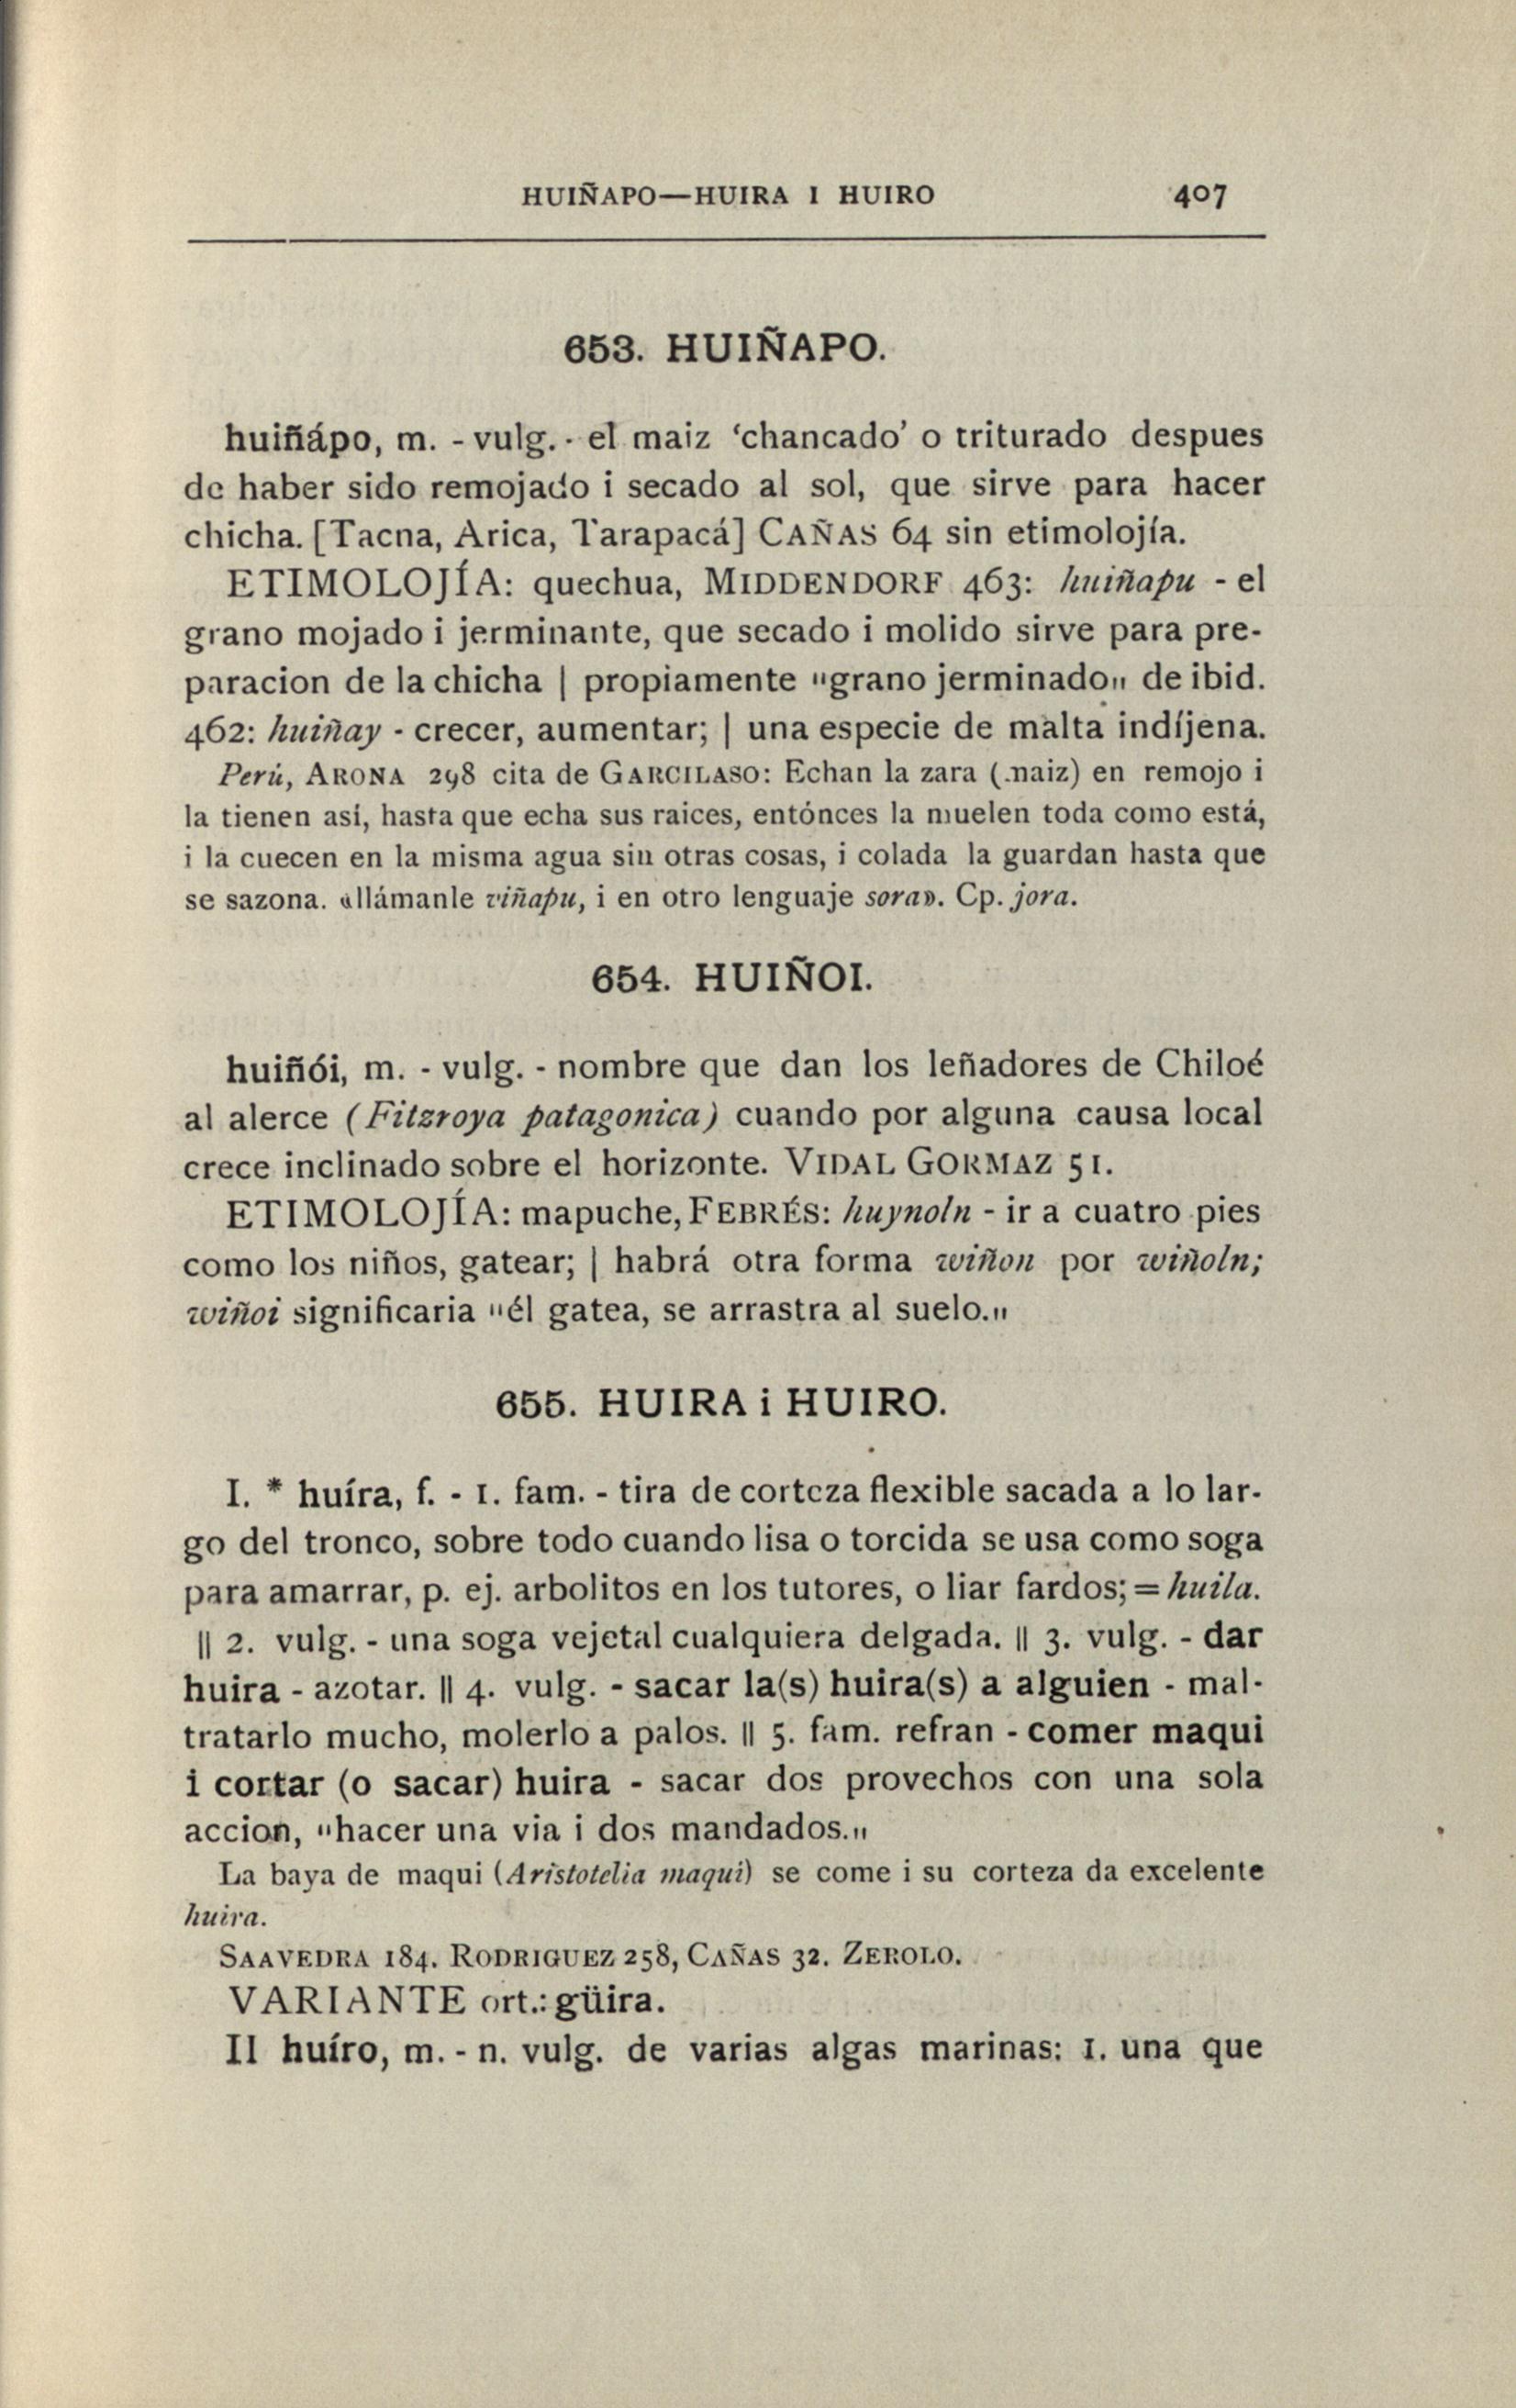 HUIÑAPO—HUIRA I HUIRO 407
653. HUIÑAPO.
huiñápo, m. - vulg. - el maiz ‘chancado’ o triturado despues
de haber sido remojado i secado al sol, que sirve para hacer
chicha. [Tacna, Arica, Tarapacá] CAÑAS 64 sin etimolojía.
ETIMOLOJÍA: quechua, MIDDENDORF 463: huiñapu - el
grano mojado i jerminante, que secado i molido sirve para pre-
paracion de la chicha | propiamente "grano jerminado„ de ibid.
462: huiñay - crecer, aumentar; | una especie de malta indíjena.
Perú, ARONA 298 cita de GARCILASO: Echan la zara (maiz) en remojo i
la tienen asi, hasta que echa sus raices, entónces la muelen toda como está,
i la cuecen en la misma agua sin otras cosas, i colada la guardan hasta que
se sazona. «llámanle viñapu, i en otro lenguaje sora». Cp. jora.
654. HUIÑOI.
huiñói, m. - vulg. - nombre que dan los leñadores de Chiloé
al alerce (Fitzroya patagonica) cuando por alguna causa local
crece inclinado sobre el horizonte. VIDAL GORMAZ 51.
ETIMOLOJÍA: mapuche, FEBRÉS: huynoln - ir a cuatro pies
como los niños, gatear; | habrá otra forma wiñon por wiñoln;
wiñoi significaria "él gatea, se arrastra al suelo.„
655. HUIRA i HUIRO.
I. * huíra, f. - 1. fam. - tira de corteza flexible sacada a lo lar-
go del tronco, sobre todo cuando lisa o torcida se usa como soga
para amarrar, p. ej. arbolitos en los tutores, o liar fardos; = huila.
|| 2. vulg. - una soga vejetal cualquiera delgada. || 3. vulg. - dar
huira - azotar. || 4. vulg. - sacar la(s) huira(s) a alguien - mal-
tratarlo mucho, molerlo a palos. || 5. fam. refran - comer maqui
i cortar (o sacar) huira - sacar dos provechos con una sola
accion, "hacer una via i dos mandados.„
La baya de maqui (Aristotelia maqui) se come i su corteza da excelente
huira.
SAAVEDRA 184. RODRIGUEZ 258, CAÑAS 32. ZEROLO.
VARIANTE ort.: güira.
II huíro, m. - n. vulg. de varias algas marinas: 1. una que